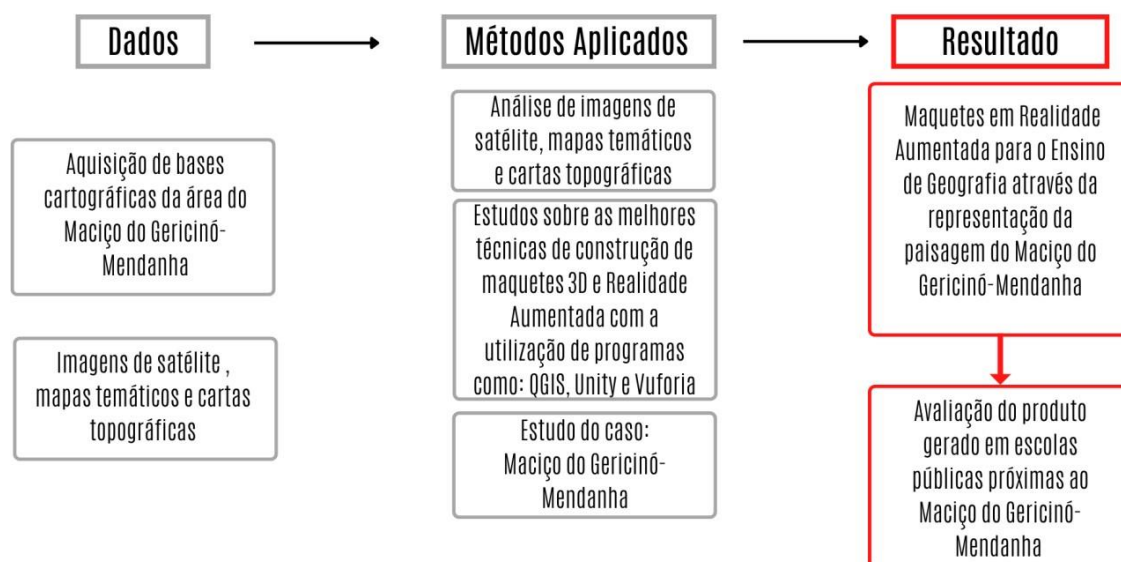 Dados
Métodos Aplicados
Resultado
Aquisição de bases
cartográficas da área do
Maciço do Gericinó-
Mendanha
Imagens de satélite ,
mapas temáticos e cartas
topográficas
Análise de imagens de
satélite, mapas temáticos
e cartas topográficas
Estudos sobre as melhores
técnicas de construção de
maquetes 3D e Realidade
Aumentada com a
utilização de programas
como: QGIS, Unity e Vuforia
Estudo do caso:
Maciço do Gericinó-
Mendanha
Maquetes em Realidade
Aumentada para o Ensino
de Geografia através da
representação da
paisagem do Maciço do
Gericinó-Mendanha
Avaliação do produto
gerado em escolas
públicas próximas ao
Maciço do Gericinó-
Mendanha